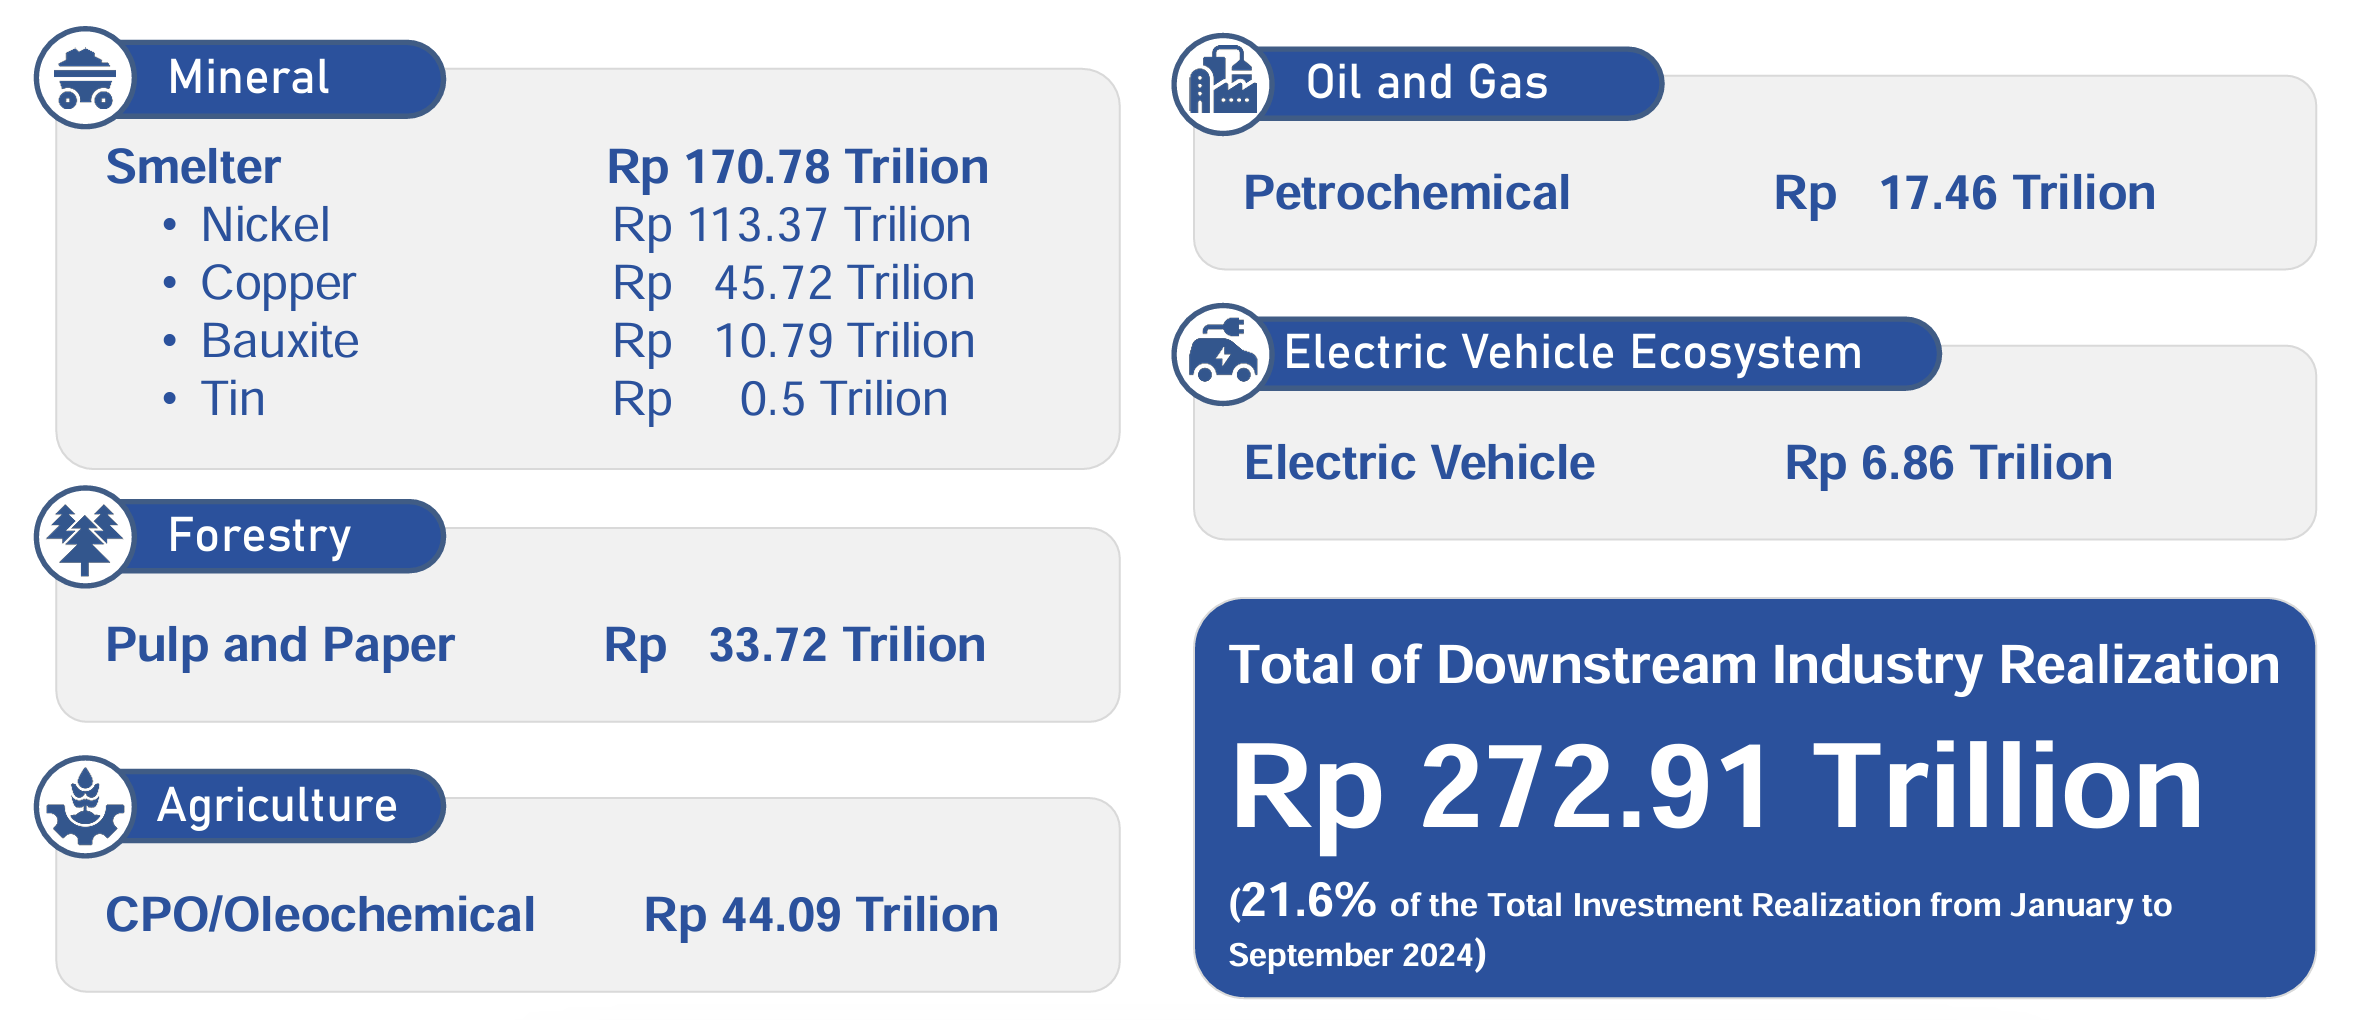 Mineral
Smelter Rp 170.78 Trilion
• Nickel Rp 113.37 Trilion
• Copper Rp 45.72 Trilion
• Bauxite Rp 10.79 Trilion
• Tin Rp 0.5 Trilion
Forestry
Pulp and Paper Rp 33.72 Trilion
Agriculture
CPO/Oleochemical Rp 44.09 Trilion
Oil and Gas
Petrochemical Rp 17.46 Trilion
Electric Vehicle Ecosystem
Electric Vehicle Rp 6.86 Trilion
Total of Downstream Industry Realization
Rp 272.91 Trillion
(21.6% of the Total Investment Realization from January to
September 2024)